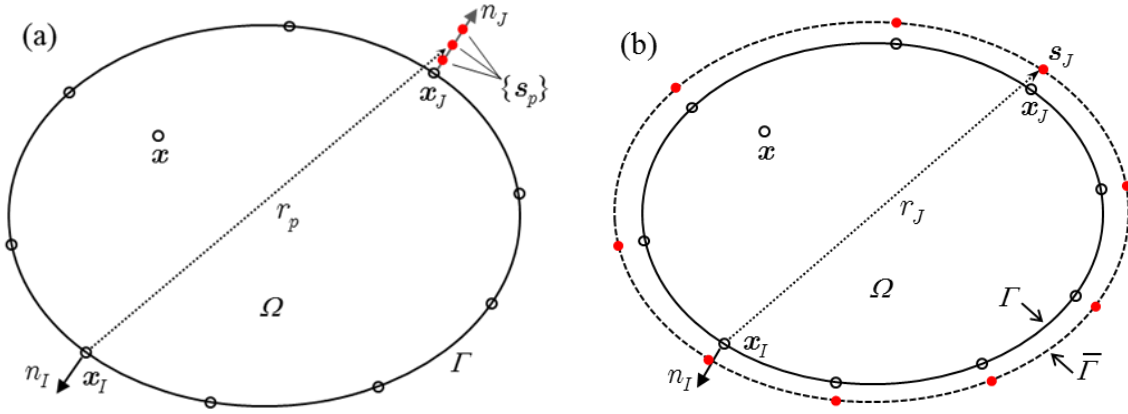 (a)
n_J
{s_p}
x_J
x
r_p
Ω
n_I
x_I
Γ
(b)
s_J
x_J
x
r_J
Ω
Γ
x_I
n_I
Γ̅